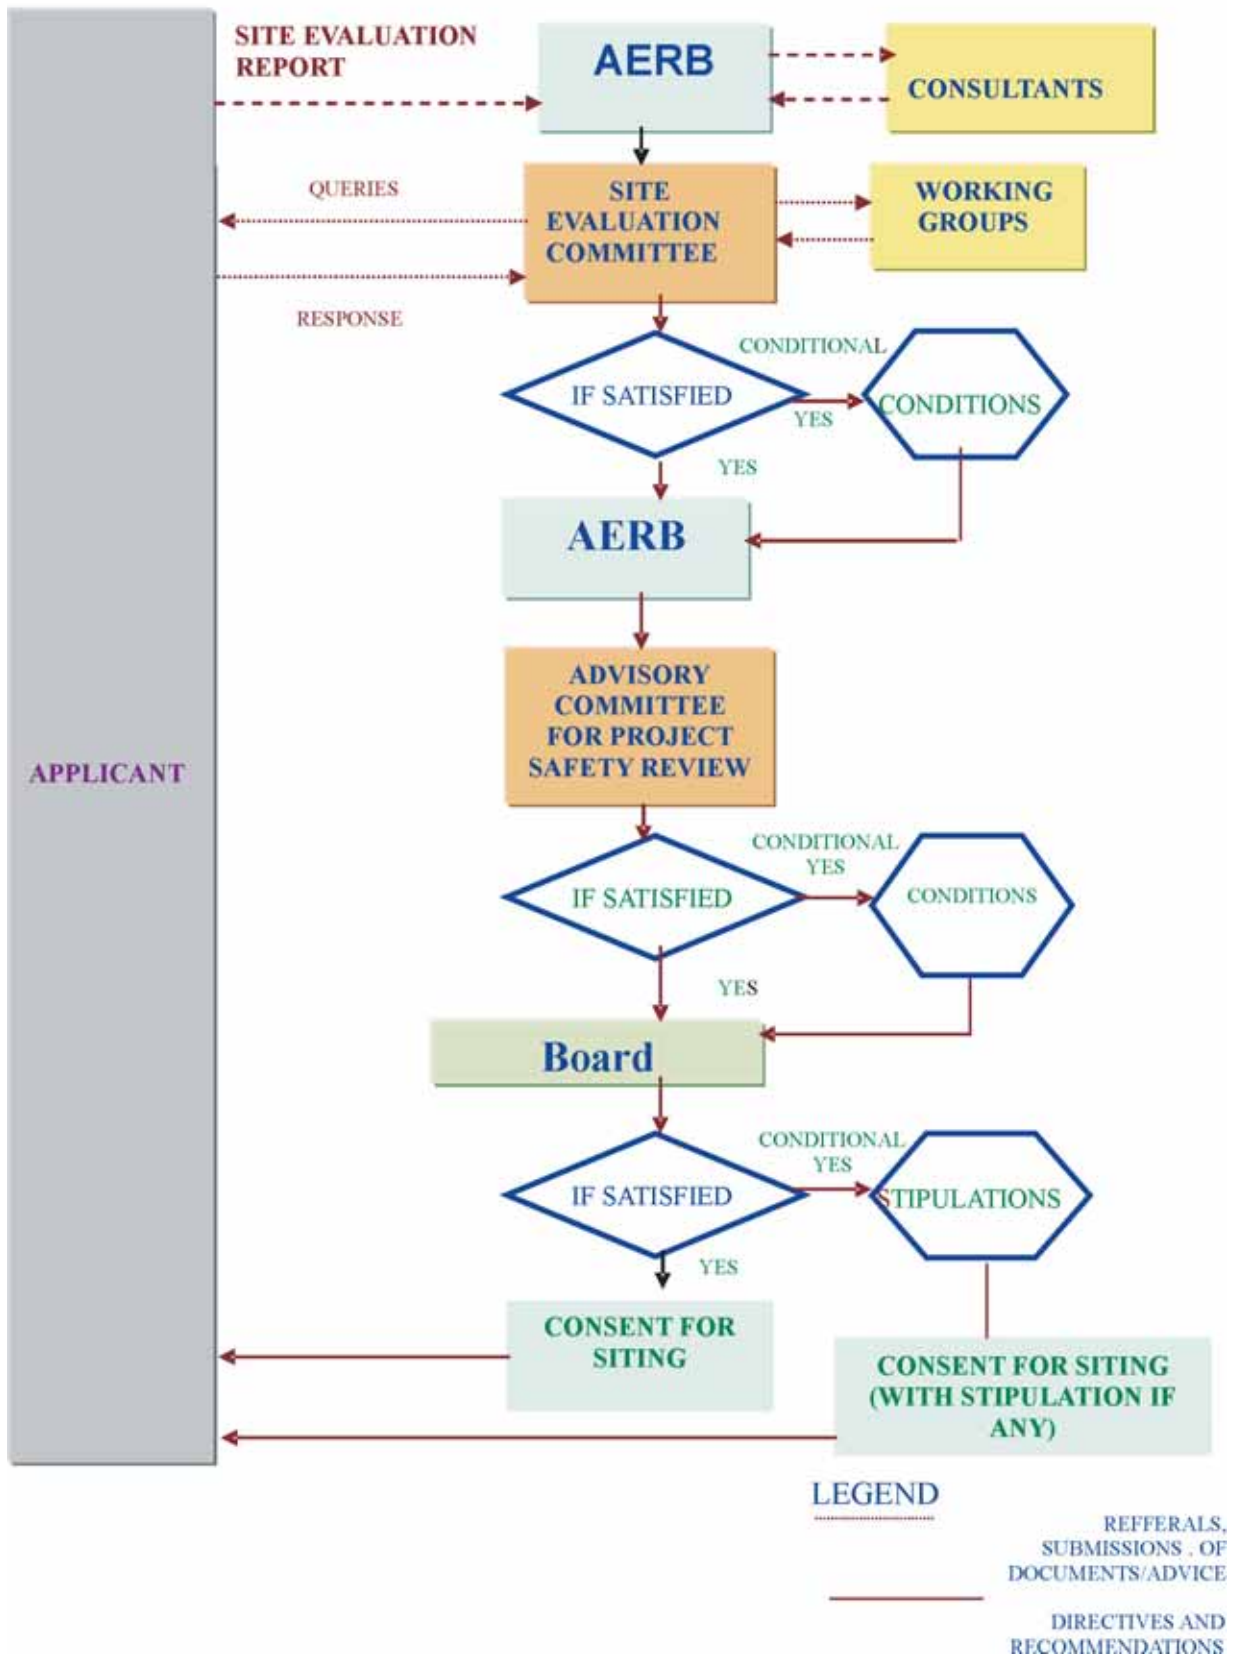 SITE EVALUATION
REPORT
AERB
CONSULTANTS
QUERIES
SITE
EVALUATION
COMMITTEE
WORKING
GROUPS
RESPONSE
IF SATISFIED
CONDITIONAL
YES
CONDITIONS
YES
AERB
ADVISORY
COMMITTEE
FOR PROJECT
SAFETY REVIEW
APPLICANT
IF SATISFIED
CONDITIONAL
YES
CONDITIONS
YES
Board
IF SATISFIED
CONDITIONAL
YES
STIPULATIONS
YES
CONSENT FOR
SITING
CONSENT FOR SITING
(WITH STIPULATION IF
ANY)
LEGEND
REFFERALS,
SUBMISSIONS . OF
DOCUMENTS/ADVICE
DIRECTIVES AND
RECOMMENDATIONS